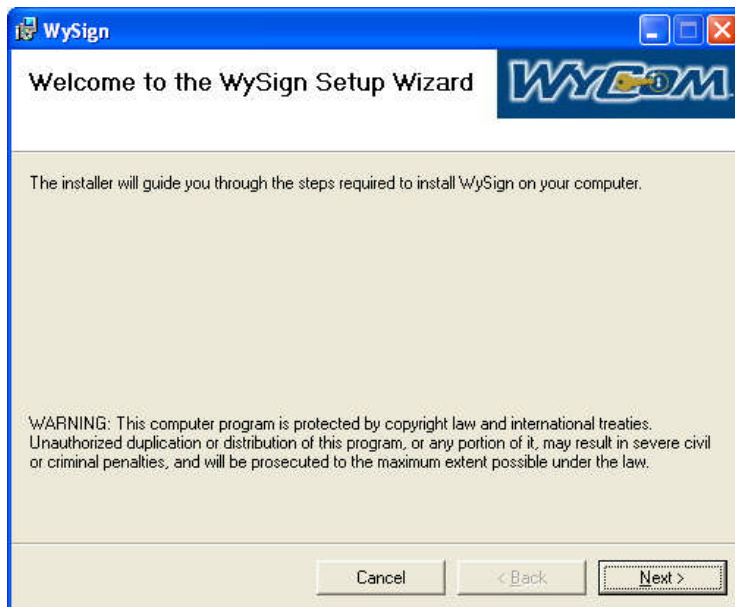 WySign
Welcome to the WySign Setup Wizard
WYCOM
The installer will guide you through the steps required to install WySign on your computer.
WARNING: This computer program is protected by copyright law and international treaties.
Unauthorized duplication or distribution of this program, or any portion of it, may result in severe civil
or criminal penalties, and will be prosecuted to the maximum extent possible under the law.
Cancel
< Back
Next >